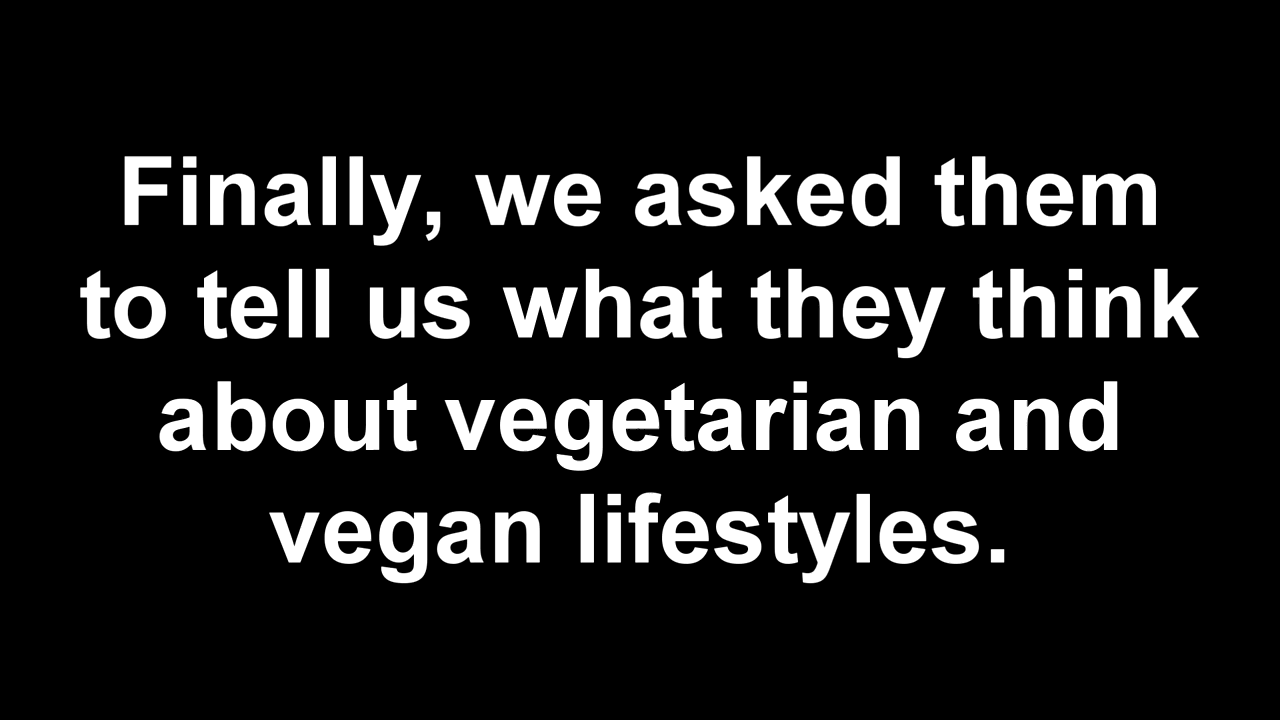 Finally, we asked them
to tell us what they think
about vegetarian and
vegan lifestyles.